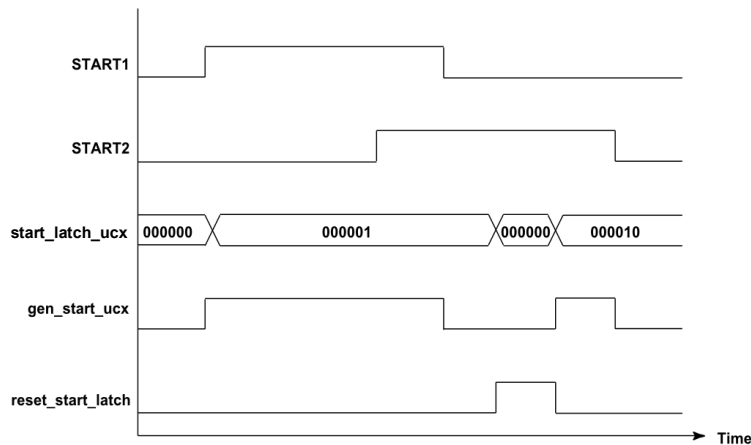 START1
START2
start_latch_ucx 000000 000001 000000 000010
gen_start_ucx
reset_start_latch
Time